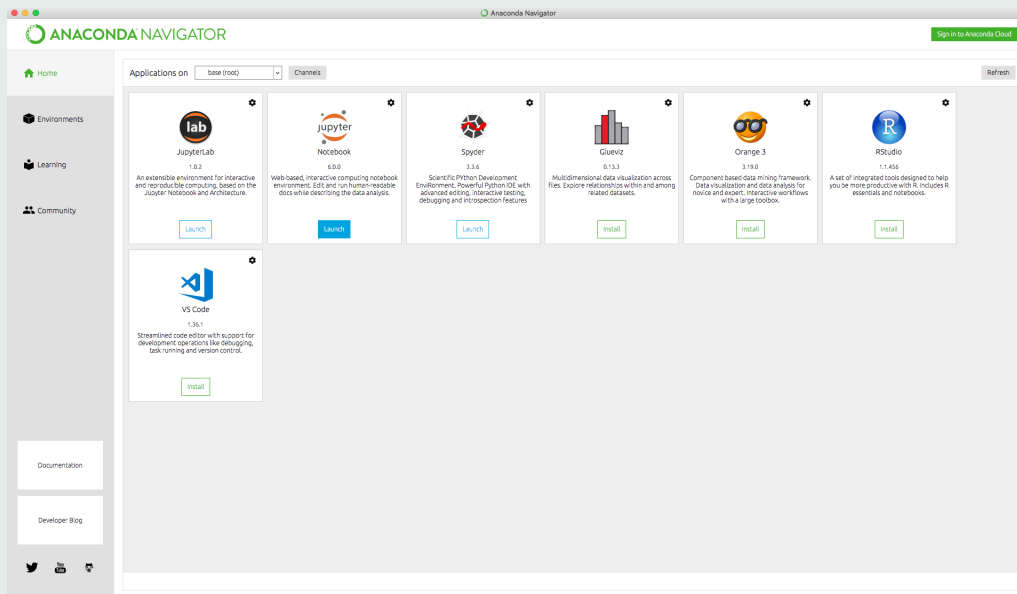 Anaconda Navigator
ANACONDA NAVIGATOR
Sign in to Anaconda Cloud
Home
Environments
Learning
Community
Documentation
Developer Blog
You
Tube
Applications on base (root) Channels
Refresh
lab
JupyterLab
1.0.2
An extensible environment for interactive
and reproducible computing, based on the
Jupyter Notebook and Architecture.
Launch
jupyter
Notebook
6.0.0
Web-based, interactive computing notebook
environment. Edit and run human-readable
docs while describing the data analysis.
Launch
Spyder
3.3.6
Scientific PYthon Development
EnviRonment. Powerful Python IDE with
advanced editing, interactive testing,
debugging and introspection features
Launch
Glueviz
0.13.3
Multidimensional data visualization across
files. Explore relationships within and among
related datasets.
Install
Orange 3
3.19.0
Component based data mining framework.
Data visualization and data analysis for
novice and expert. Interactive workflows
with a large toolbox.
Install
R
RStudio
1.1.456
A set of integrated tools designed to help
you be more productive with R. Includes R
essentials and notebooks.
Install
VS Code
1.36.1
Streamlined code editor with support for
development operations like debugging,
task running and version control.
Install